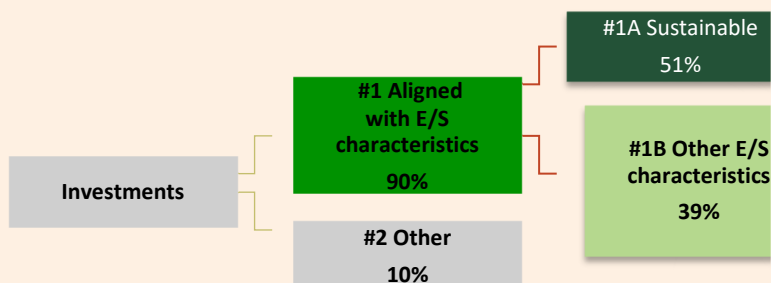 Investments
#1 Aligned
with E/S
characteristics
90%
#2 Other
10%
#1A Sustainable
51%
#1B Other E/S
characteristics
39%